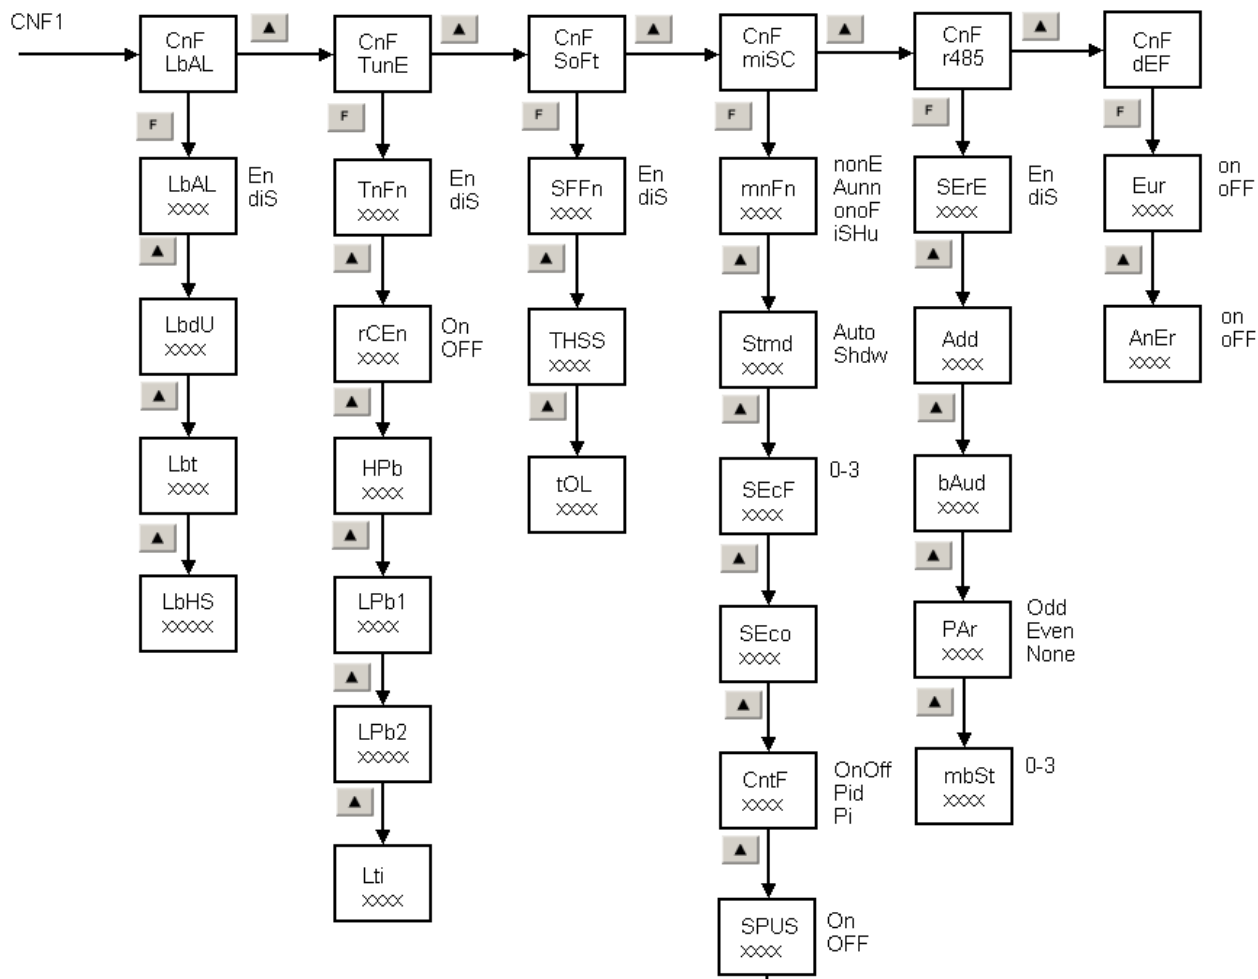 CNF1
CnF
LbAL
CnF
TunE
CnF
SoFt
CnF
miSC
CnF
r485
CnF
dEF
F
F
F
F
F
F
LbAL
XXXX
En
diS
LbdU
XXXX
Lbt
XXXX
LbHS
XXXXX
TnFn
XXXX
En
diS
rCEn
XXXX
On
OFF
HPb
XXXX
LPb1
XXXX
LPb2
XXXXX
Lti
XXXX
SFFn
XXXX
En
diS
THSS
XXXX
tOL
XXXX
mnFn
XXXX
nonE
Aunn
onoF
iSHu
Stmd
XXXX
Auto
Shdw
SEcF
XXXX
0-3
SEco
XXXX
CntF
XXXX
OnOff
Pid
Pi
SPUS
XXXX
On
OFF
SErE
XXXX
En
diS
Add
XXXX
bAud
XXXX
PAr
XXXX
Odd
Even
None
mbSt
XXXX
0-3
Eur
XXXX
on
oFF
AnEr
XXXX
on
oFF